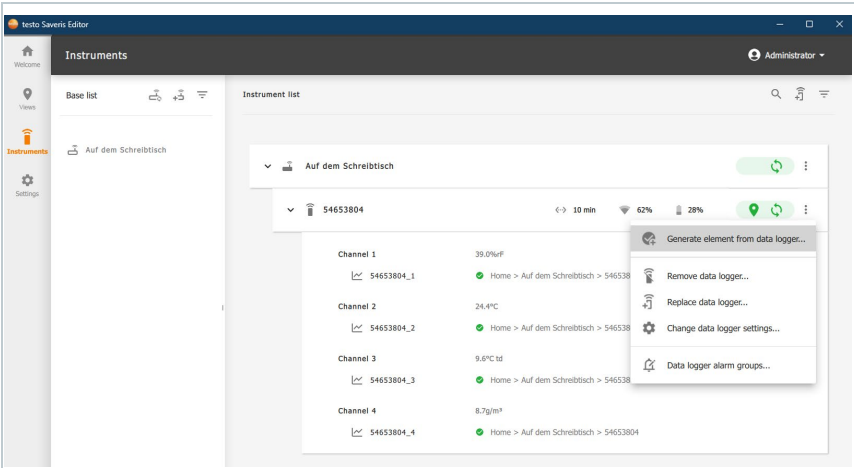 testo Saveris Editor
Welcome
Instruments
Administrator
Views
Base list
Instrument list
Instruments
Auf dem Schreibtisch
Auf dem Schreibtisch
Settings
54653804
10 min
62%
28%
Generate element from data logger...
Channel 1
39.0%rF
54653804_1
Home > Auf dem Schreibtisch > 546538
Remove data logger...
Channel 2
24.4°C
Replace data logger...
54653804_2
Home > Auf dem Schreibtisch > 546538
Change data logger settings...
Channel 3
9.6°C td
Data logger alarm groups...
54653804_3
Home > Auf dem Schreibtisch > 546538
Channel 4
8.7g/m³
54653804_4
Home > Auf dem Schreibtisch > 54653804